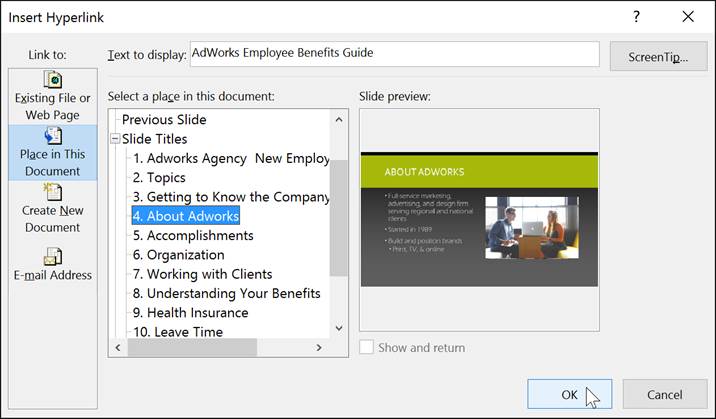 Insert Hyperlink
?
Link to:
Text to display:
AdWorks Employee Benefits Guide
ScreenTip...
Existing File or
Web Page
Place in This
Document
Create New
Document
E-mail Address
Select a place in this document:
Previous Slide
Slide Titles
1. Adworks Agency  New Employ
2. Topics
3. Getting to Know the Company
4. About Adworks
5. Accomplishments
6. Organization
7. Working with Clients
8. Understanding Your Benefits
9. Health Insurance
10. Leave Time
Slide preview:
ABOUT ADWORKS
• Full service marketing,
advertising, and design firm
serving regional and national
clients
• Started in 1989
• Build and position brands
• Print, TV, & online
Show and return
OK
Cancel